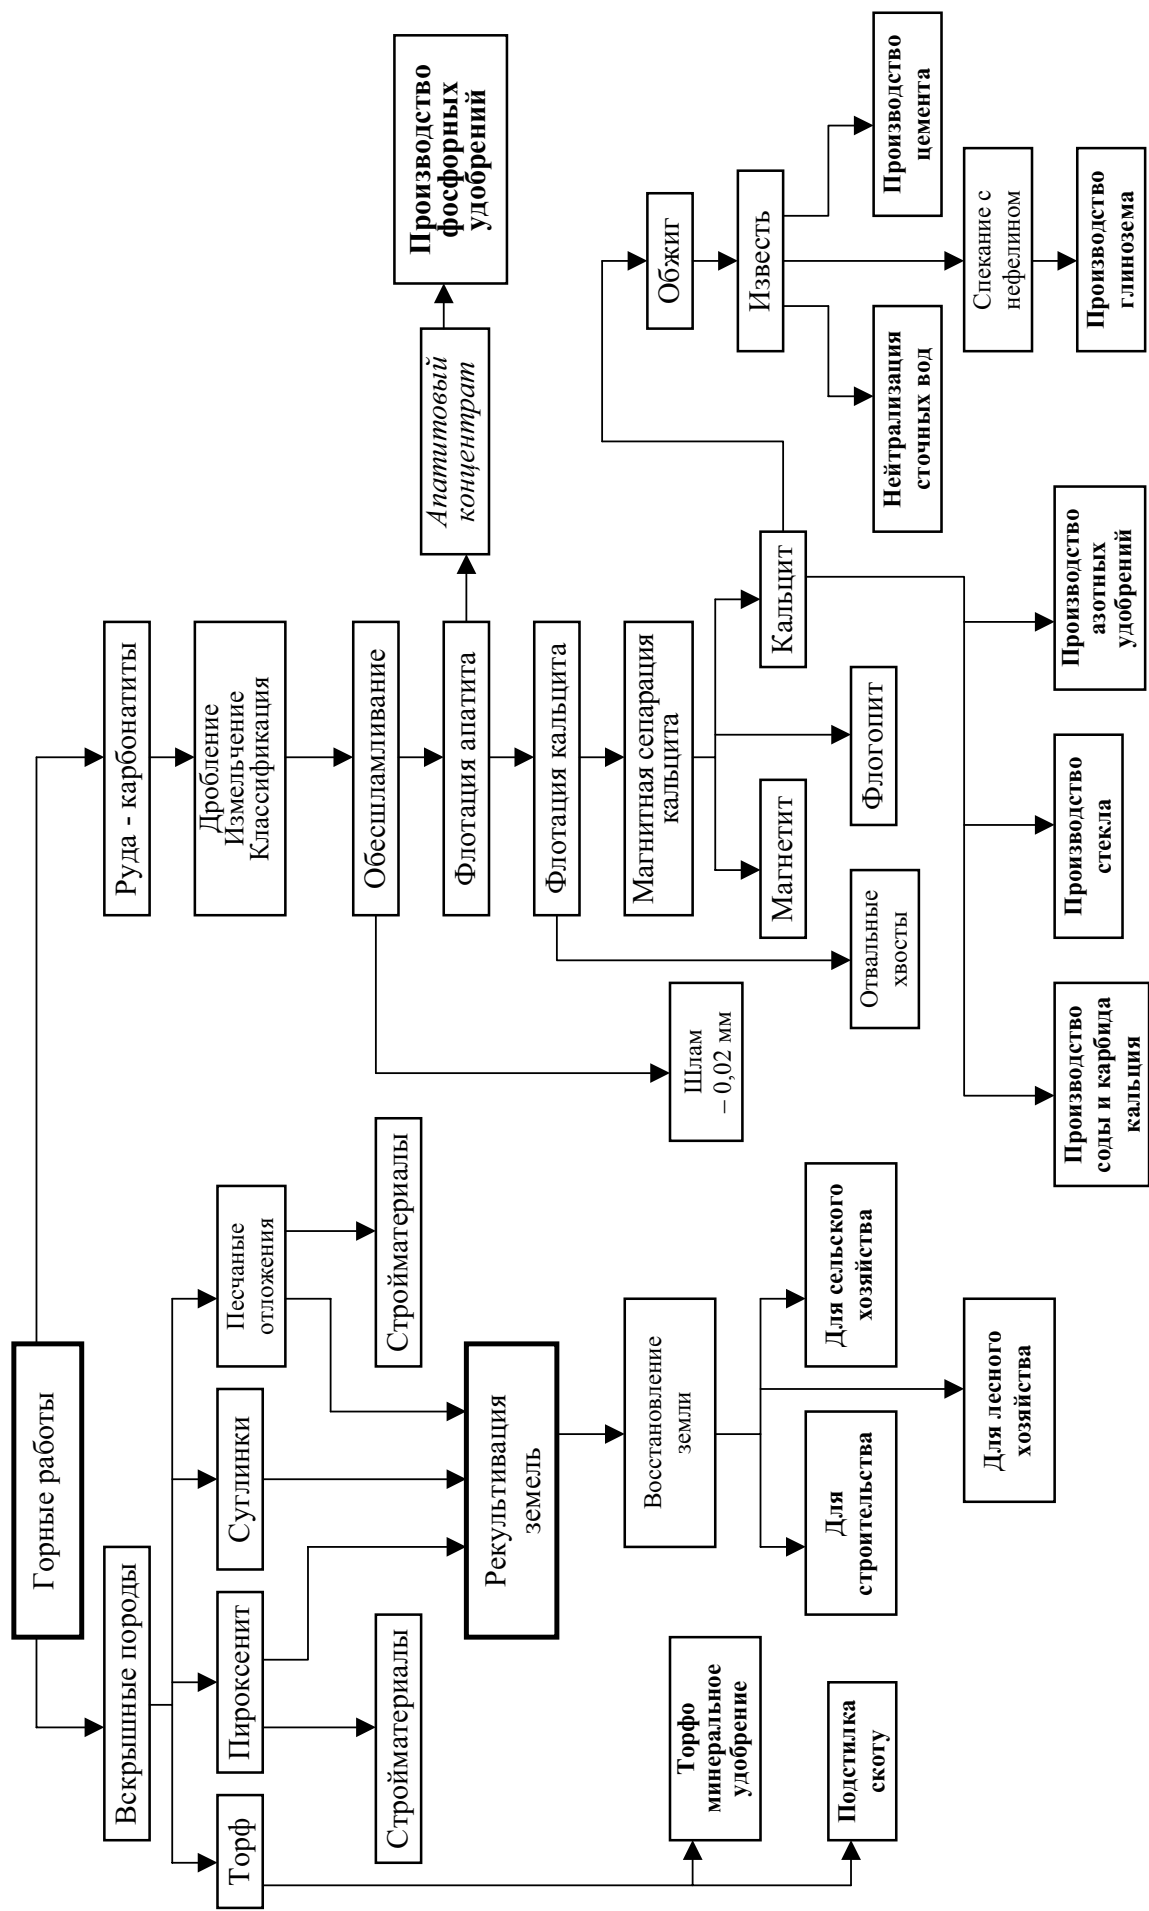 Горные работы
Вскрышные породы
Руда - карбонатиты
Торф
Пироксенит
Суглинки
Песчаные
отложения
Дробление
Измельчение
Классификация
Стройматериалы
Стройматериалы
Обесшламливание
Рекультивация
земель
Флотация апатита
Апатитовый
концентрат
Производство
фосфорных
удобрений
Флотация кальцита
Восстановление
земли
Магнитная сепарация
кальцита
Обжиг
Торфо
минеральное
удобрение
Шлам
– 0,02 мм
Магнетит
Кальцит
Известь
Подстилка
скоту
Для
строительства
Для сельского
хозяйства
Отвальные
хвосты
Флогопит
Нейтрализация
сточных вод
Производство
цемента
Для лесного
хозяйства
Спекание с
нефелином
Производство
соды и карбида
кальция
Производство
стекла
Производство
азотных
удобрений
Производство
глинозема